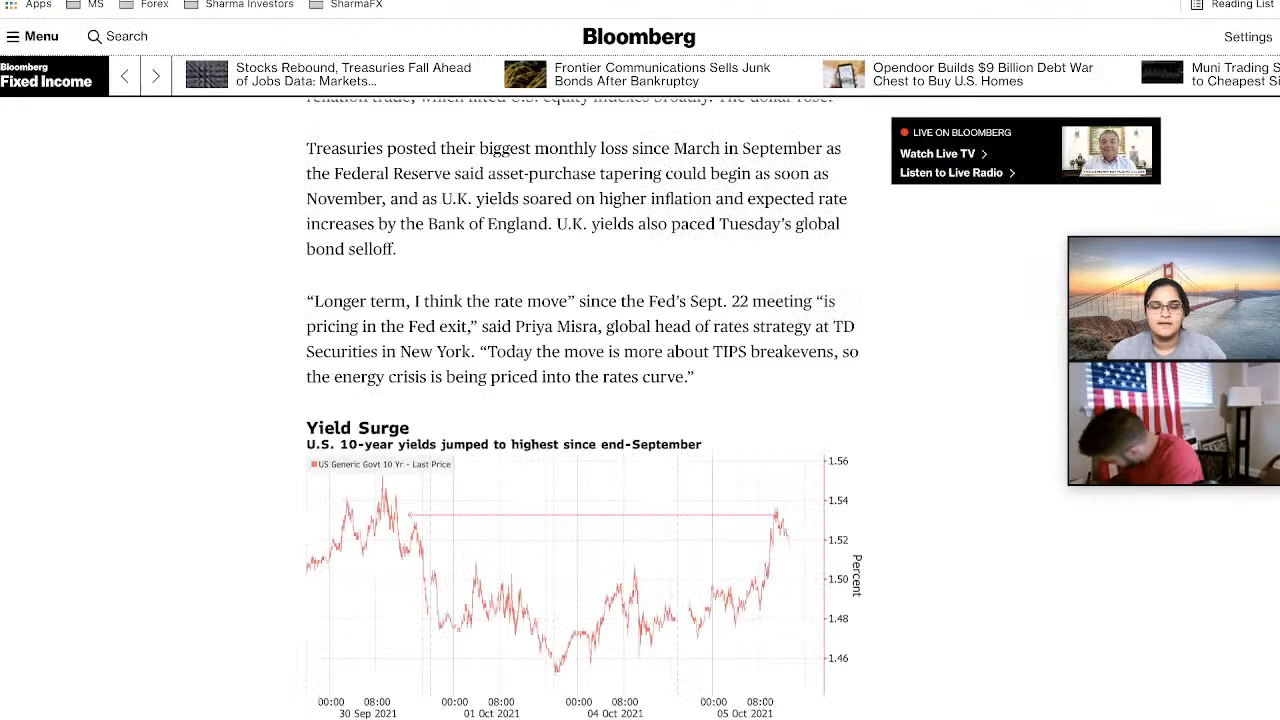 Apps MS Forex Sharma Investors SharmaFX Reading List
Menu Search Bloomberg Settings
Bloomberg
Fixed Income
Stocks Rebound, Treasuries Fall Ahead
of Jobs Data: Markets...
Frontier Communications Sells Junk
Bonds After Bankruptcy
Opendoor Builds $9 Billion Debt War
Chest to Buy U.S. Homes
Muni Trading S
to Cheapest S
reflation trade, which lifted U.S. equity indexes broadly. The dollar rose.
LIVE ON BLOOMBERG
Watch Live TV
Listen to Live Radio
Treasuries posted their biggest monthly loss since March in September as
the Federal Reserve said asset-purchase tapering could begin as soon as
November, and as U.K. yields soared on higher inflation and expected rate
increases by the Bank of England. U.K. yields also paced Tuesday’s global
bond selloff.
“Longer term, I think the rate move” since the Fed’s Sept. 22 meeting “is
pricing in the Fed exit,” said Priya Misra, global head of rates strategy at TD
Securities in New York. “Today the move is more about TIPS breakevens, so
the energy crisis is being priced into the rates curve.”
Yield Surge
U.S. 10-year yields jumped to highest since end-September
US Generic Govt 10 Yr - Last Price
1.56
1.54
1.52
1.50
1.48
1.46
Percent
00:00 08:00 00:00 08:00 00:00 08:00 00:00 08:00
30 Sep 2021 01 Oct 2021 04 Oct 2021 05 Oct 2021